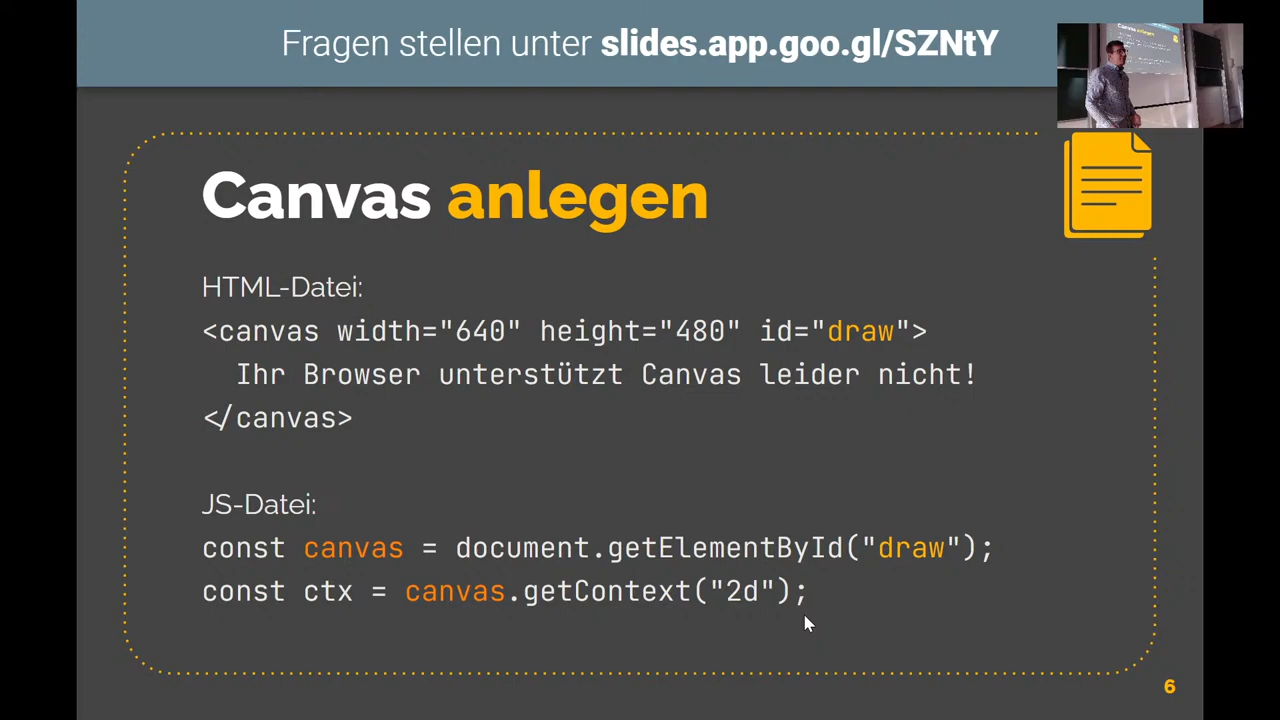 Fragen stellen unter slides.app.goo.gl/SZNtY
Canvas anlegen
HTML-Datei:
<canvas width="640" height="480" id="draw">
Ihr Browser unterstützt Canvas leider nicht!
</canvas>
JS-Datei:
const canvas = document.getElementById("draw");
const ctx = canvas.getContext("2d");
6